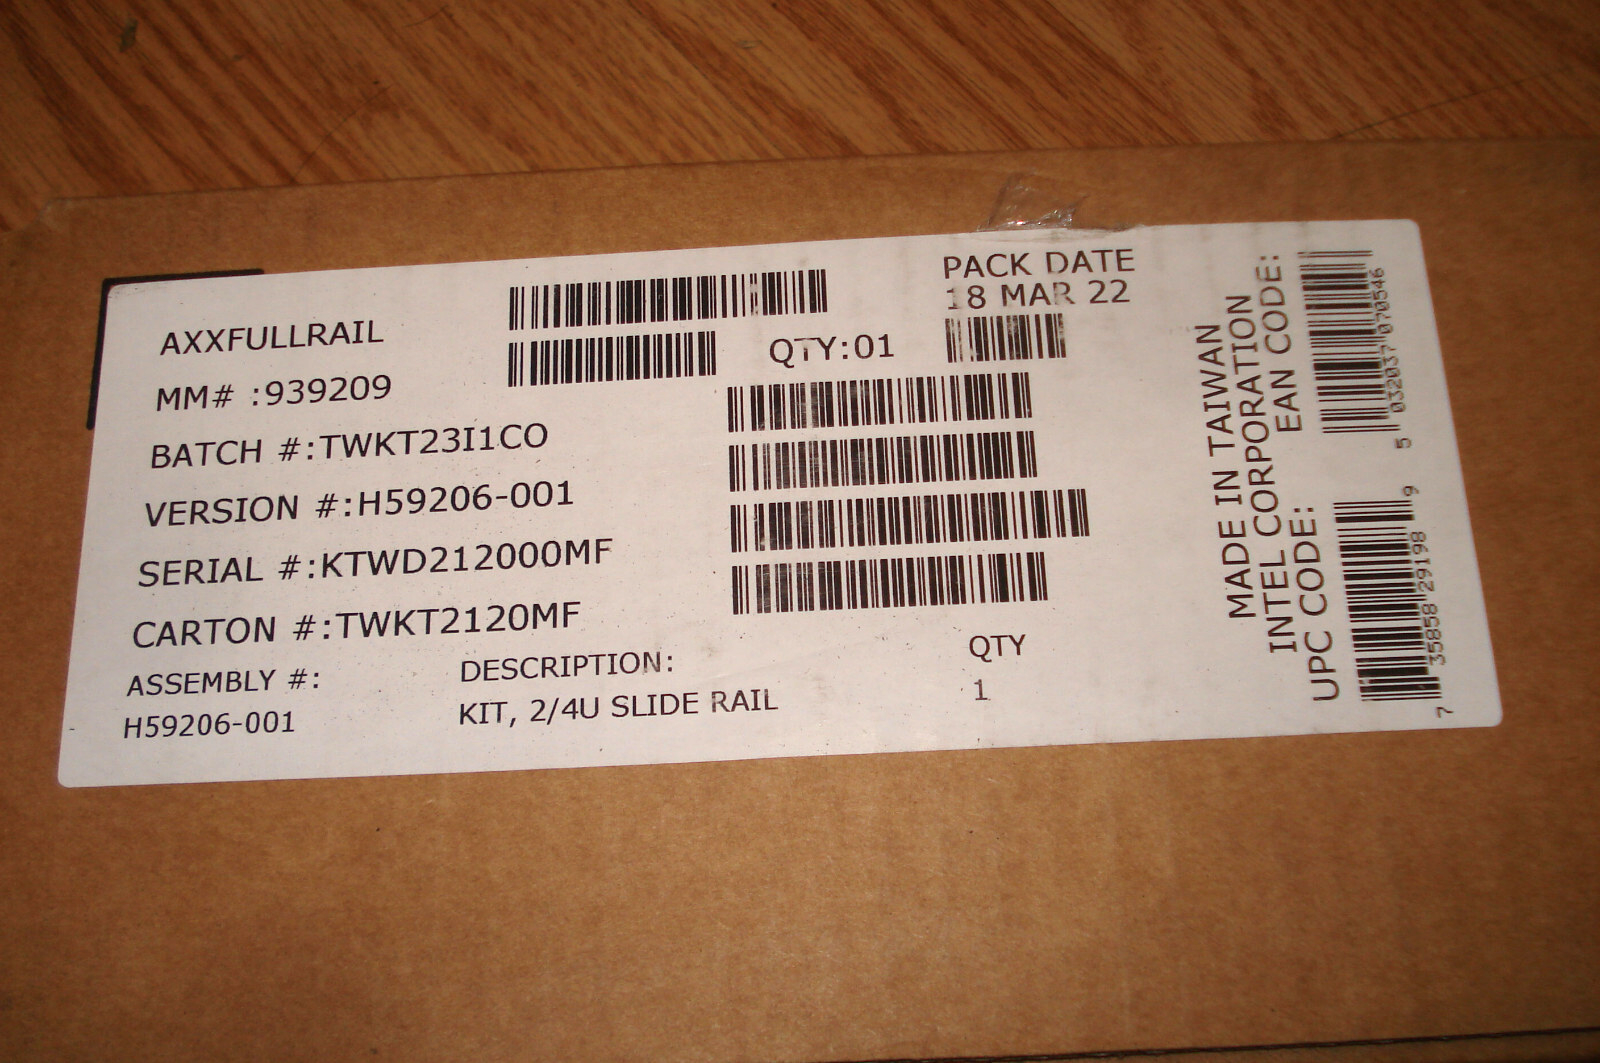 AXXFULLRAIL
MM# :939209
QTY:01
PACK DATE
18 MAR 22
BATCH #:TWKT23I1CO
VERSION #:H59206-001
SERIAL #:KTWD212000MF
CARTON #:TWKT2120MF
ASSEMBLY #:
H59206-001
DESCRIPTION:
KIT, 2/4U SLIDE RAIL
QTY
1
MADE IN TAIWAN
INTEL CORPORATION
UPC CODE:
7 35858 29198 9
EAN CODE:
5 032037 070546